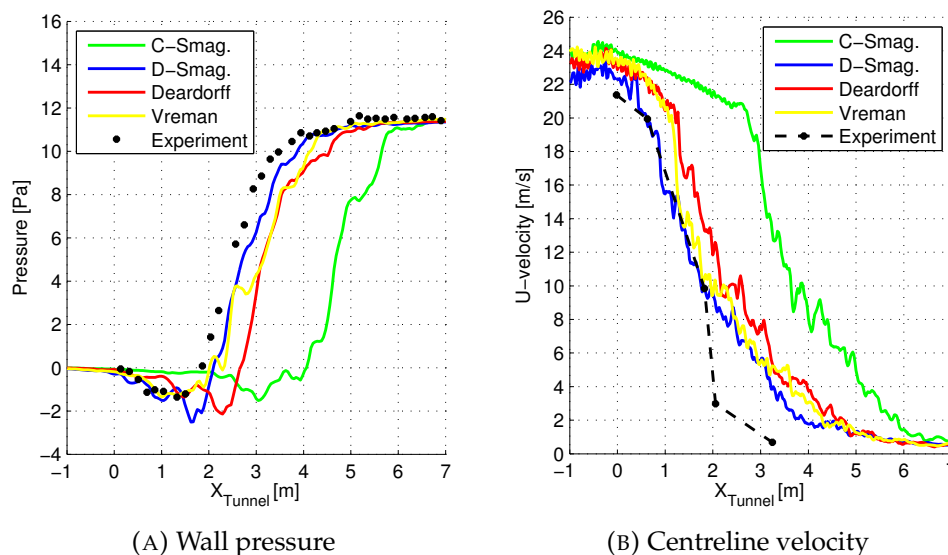 16
14
12
10
8
6
4
2
0
−2
−4
Pressure [Pa]
C−Smag.
D−Smag.
Deardorff
Vreman
Experiment
−1 0 1 2 3 4 5 6 7
X_Tunnel [m]
(A) Wall pressure
26
24
22
20
18
16
14
12
10
8
6
4
2
0
U−velocity [m/s]
C−Smag.
D−Smag.
Deardorff
Vreman
Experiment
−1 0 1 2 3 4 5 6 7
X_Tunnel [m]
(B) Centreline velocity